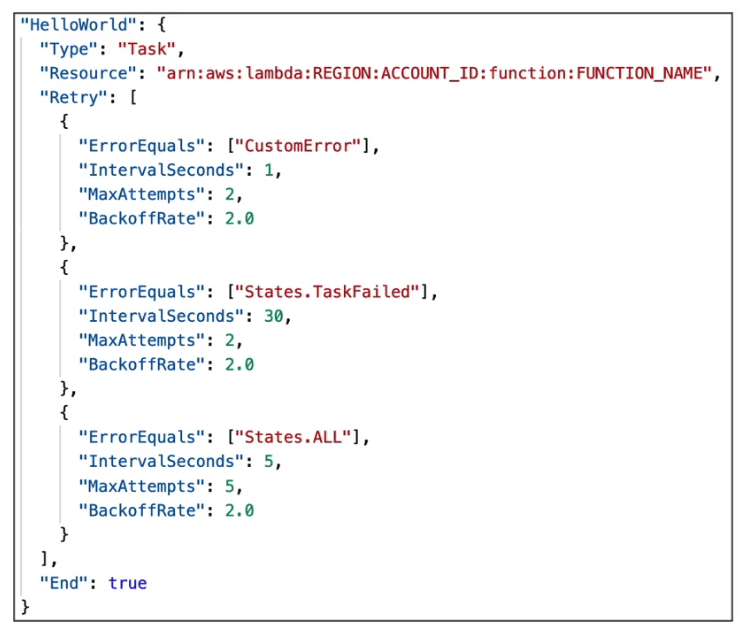 "HelloWorld": {
  "Type": "Task",
  "Resource": "arn:aws:lambda:REGION:ACCOUNT_ID:function:FUNCTION_NAME",
  "Retry": [
    {
      "ErrorEquals": ["CustomError"],
      "IntervalSeconds": 1,
      "MaxAttempts": 2,
      "BackoffRate": 2.0
    },
    {
      "ErrorEquals": ["States.TaskFailed"],
      "IntervalSeconds": 30,
      "MaxAttempts": 2,
      "BackoffRate": 2.0
    },
    {
      "ErrorEquals": ["States.ALL"],
      "IntervalSeconds": 5,
      "MaxAttempts": 5,
      "BackoffRate": 2.0
    }
  ],
  "End": true
}